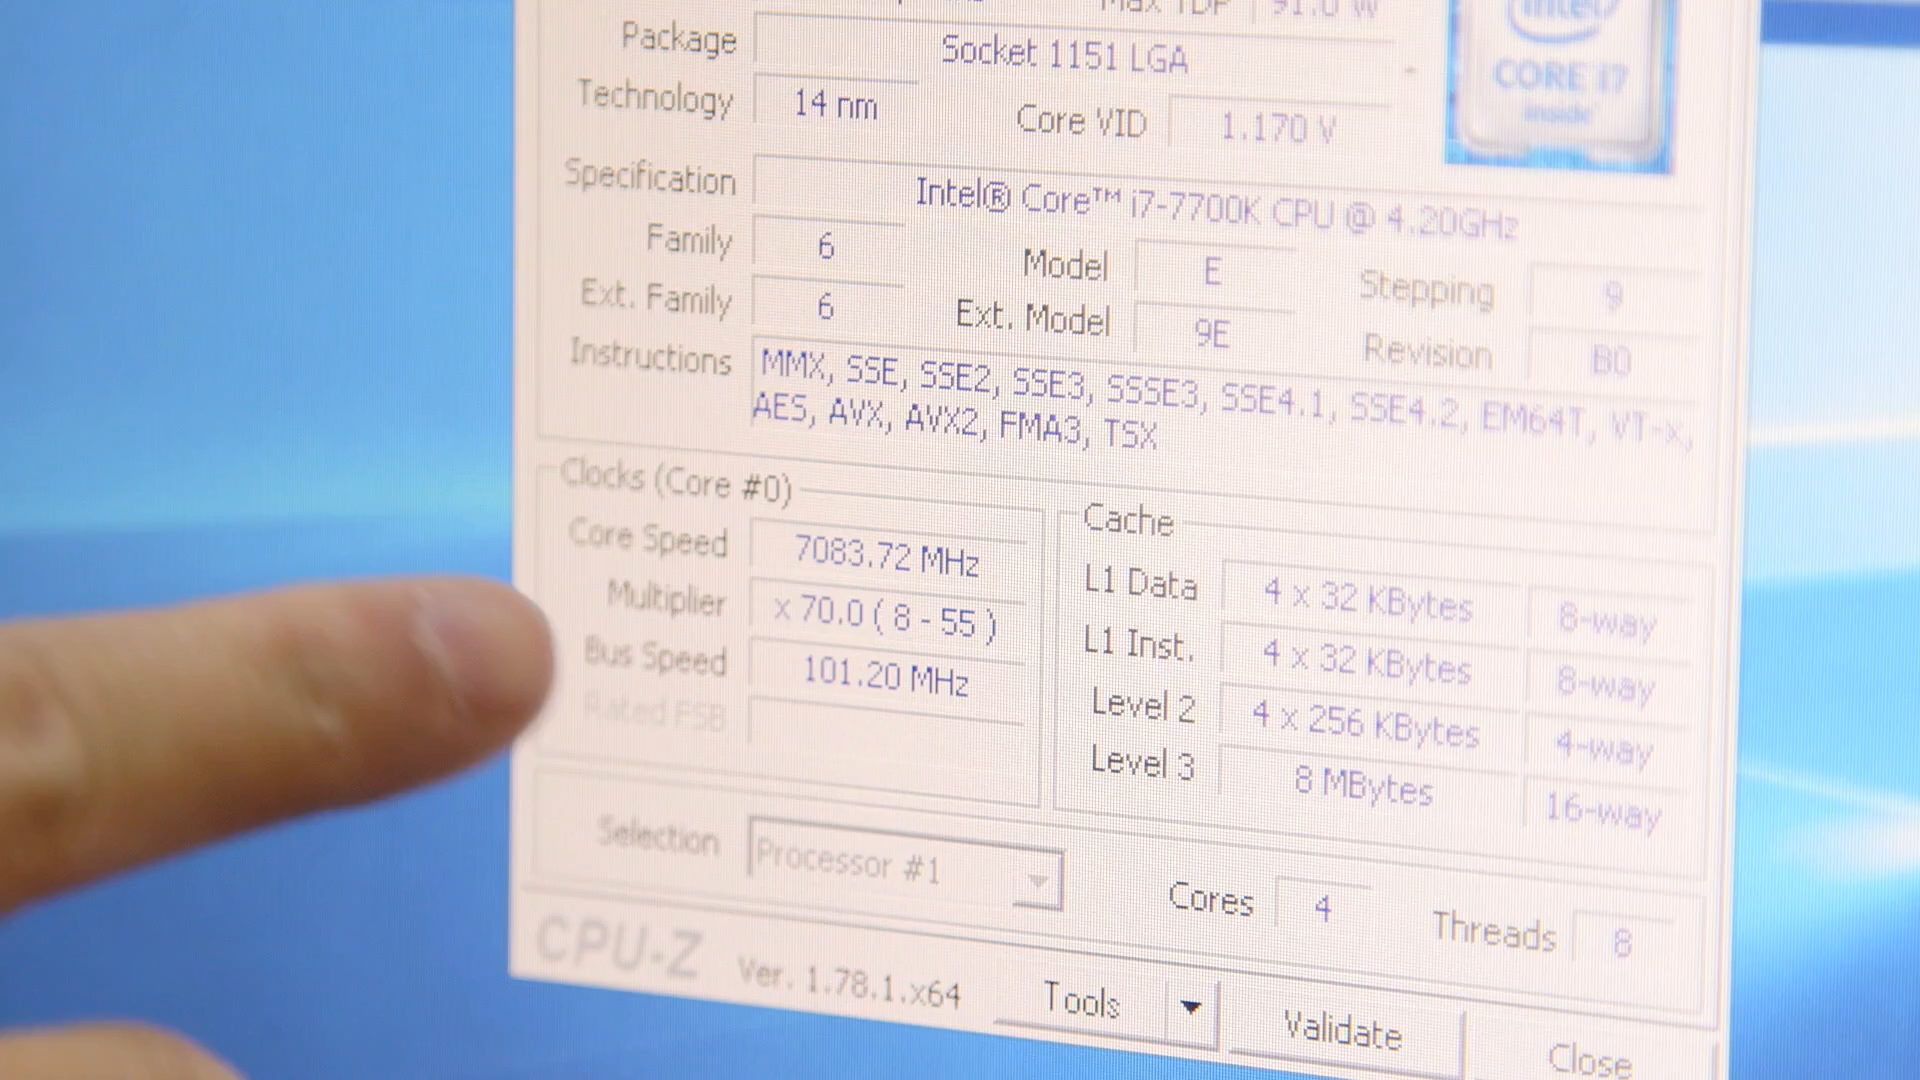 Max TDP 91.0 W
intel
CORE i7
inside
Package Socket 1151 LGA
Technology 14 nm Core VID 1.170 V
Specification Intel® Core™ i7-7700K CPU @ 4.20GHz
Family 6 Model E Stepping 9
Ext. Family 6 Ext. Model 9E Revision B0
Instructions MMX, SSE, SSE2, SSE3, SSSE3, SSE4.1, SSE4.2, EM64T, VT-x,
AES, AVX, AVX2, FMA3, TSX
Clocks (Core #0)
Core Speed 7083.72 MHz
Multiplier x 70.0 ( 8 - 55 )
Bus Speed 101.20 MHz
Rated FSB
Cache
L1 Data 4 x 32 KBytes 8-way
L1 Inst. 4 x 32 KBytes 8-way
Level 2 4 x 256 KBytes 4-way
Level 3 8 MBytes 16-way
Selection Processor #1 Cores 4 Threads 8
CPU-Z Ver. 1.78.1.x64 Tools Validate Close